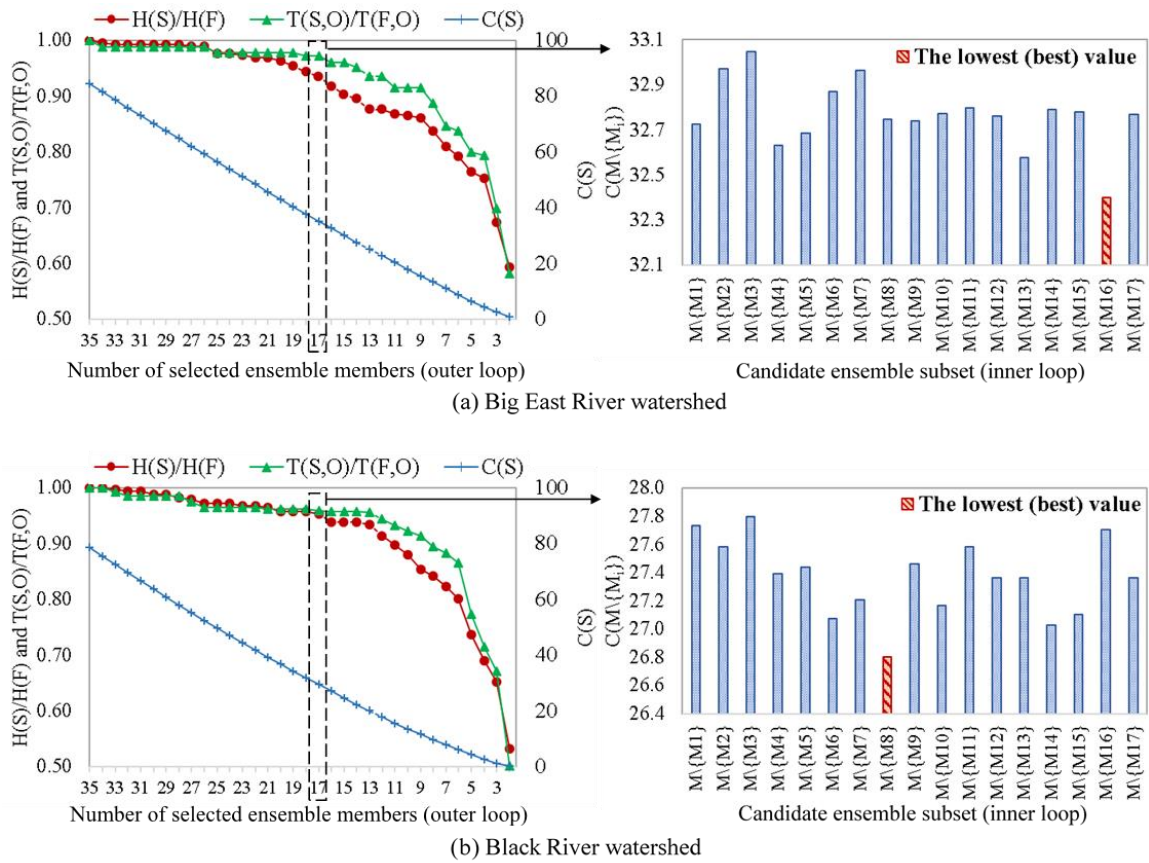 H(S)/H(F) T(S,O)/T(F,O) C(S)
H(S)/H(F) and T(S,O)/T(F,O)
1.00
0.90
0.80
0.70
0.60
0.50
100
80
60
40
20
0
C(S)
35 33 31 29 27 25 23 21 19 17 15 13 11 9 7 5 3
Number of selected ensemble members (outer loop)
C(M\{Mᵢ})
33.1
32.9
32.7
32.5
32.3
32.1
The lowest (best) value
M\{M1}
M\{M2}
M\{M3}
M\{M4}
M\{M5}
M\{M6}
M\{M7}
M\{M8}
M\{M9}
M\{M10}
M\{M11}
M\{M12}
M\{M13}
M\{M14}
M\{M15}
M\{M16}
M\{M17}
Candidate ensemble subset (inner loop)
(a) Big East River watershed
H(S)/H(F) T(S,O)/T(F,O) C(S)
H(S)/H(F) and T(S,O)/T(F,O)
1.00
0.90
0.80
0.70
0.60
0.50
100
80
60
40
20
0
C(S)
35 33 31 29 27 25 23 21 19 17 15 13 11 9 7 5 3
Number of selected ensemble members (outer loop)
C(M\{Mᵢ})
28.0
27.8
27.6
27.4
27.2
27.0
26.8
26.6
26.4
The lowest (best) value
M\{M1}
M\{M2}
M\{M3}
M\{M4}
M\{M5}
M\{M6}
M\{M7}
M\{M8}
M\{M9}
M\{M10}
M\{M11}
M\{M12}
M\{M13}
M\{M14}
M\{M15}
M\{M16}
M\{M17}
Candidate ensemble subset (inner loop)
(b) Black River watershed